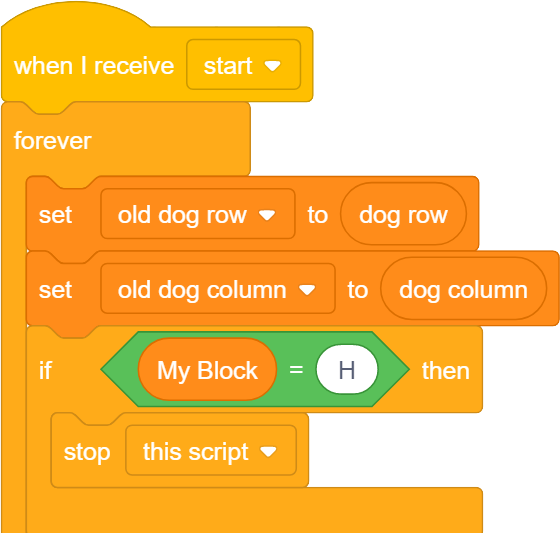 when I receive start
forever
set old dog row to dog row
set old dog column to dog column
if My Block = H then
stop this script